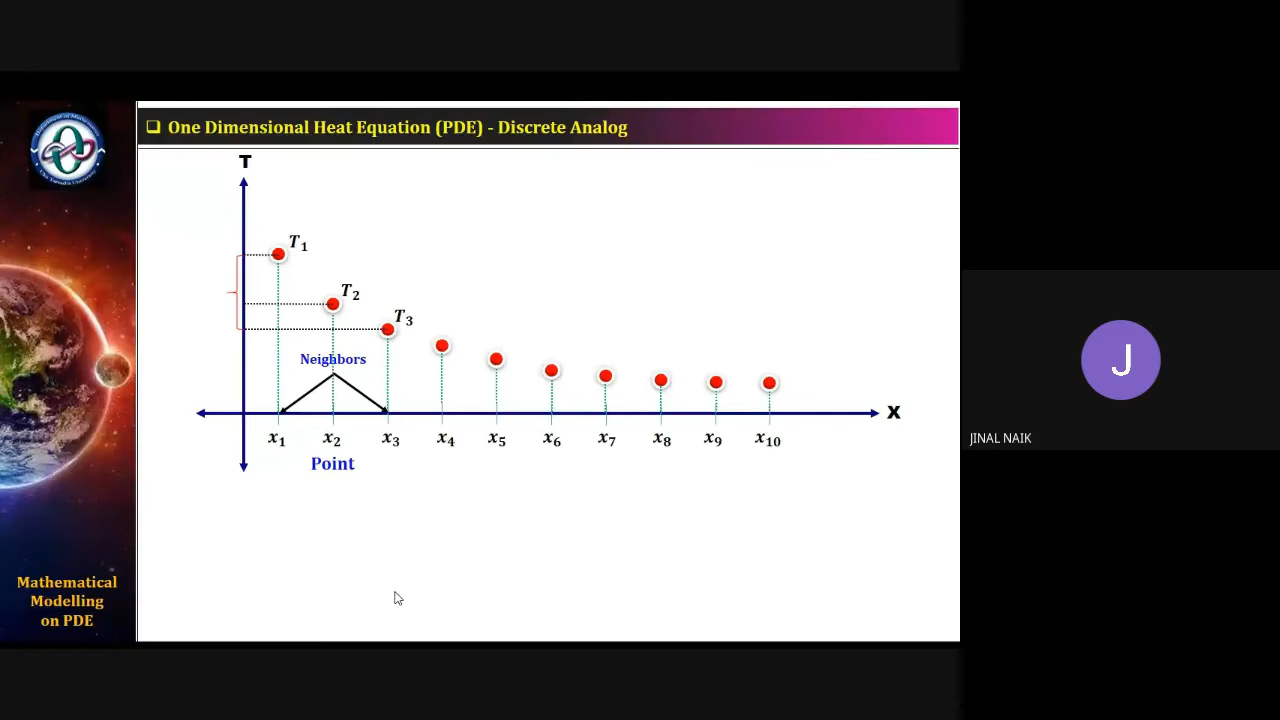 ❑ One Dimensional Heat Equation (PDE) - Discrete Analog
T
T₁
T₂
T₃
Neighbors
X
x₁ x₂ x₃ x₄ x₅ x₆ x₇ x₈ x₉ x₁₀
Point
Mathematical
Modelling
on PDE
J
JINAL NAIK